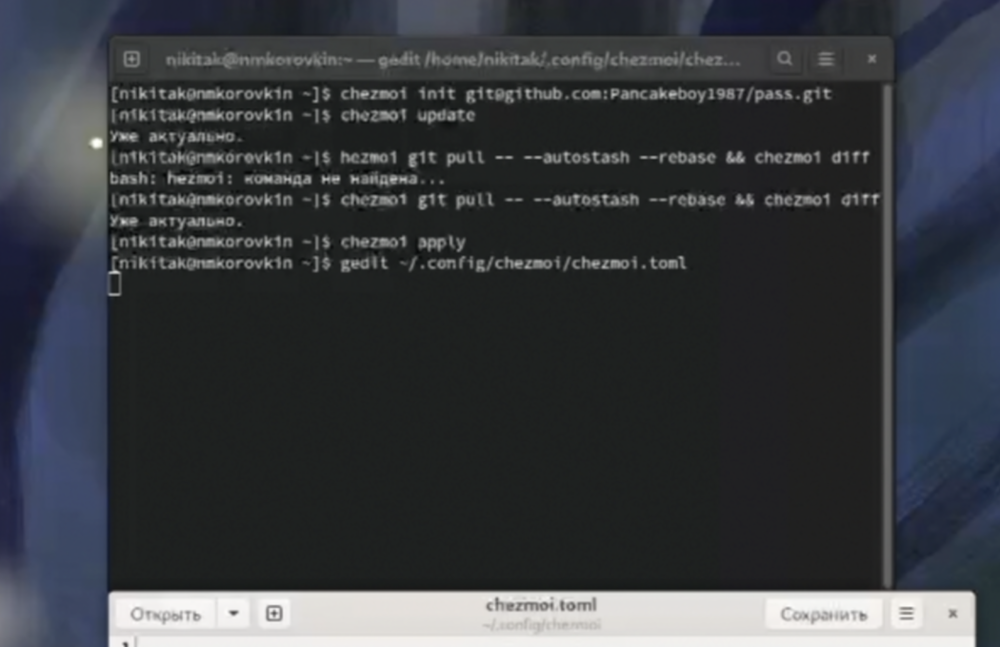 nikitak@nmkorovkin:~ — gedit /home/nikitak/.config/chezmoi/chez...
[nikitak@nmkorovkin ~]$ chezmoi init git@github.com:Pancakeboy1987/pass.git
[nikitak@nmkorovkin ~]$ chezmoi update
Уже актуально.
[nikitak@nmkorovkin ~]$ hezmoi git pull -- --autostash --rebase && chezmoi diff
bash: hezmoi: команда не найдена...
[nikitak@nmkorovkin ~]$ chezmoi git pull -- --autostash --rebase && chezmoi diff
Уже актуально.
[nikitak@nmkorovkin ~]$ chezmoi apply
[nikitak@nmkorovkin ~]$ gedit ~/.config/chezmoi/chezmoi.toml
Открыть
chezmoi.toml
~/.config/chezmoi
Сохранить
1